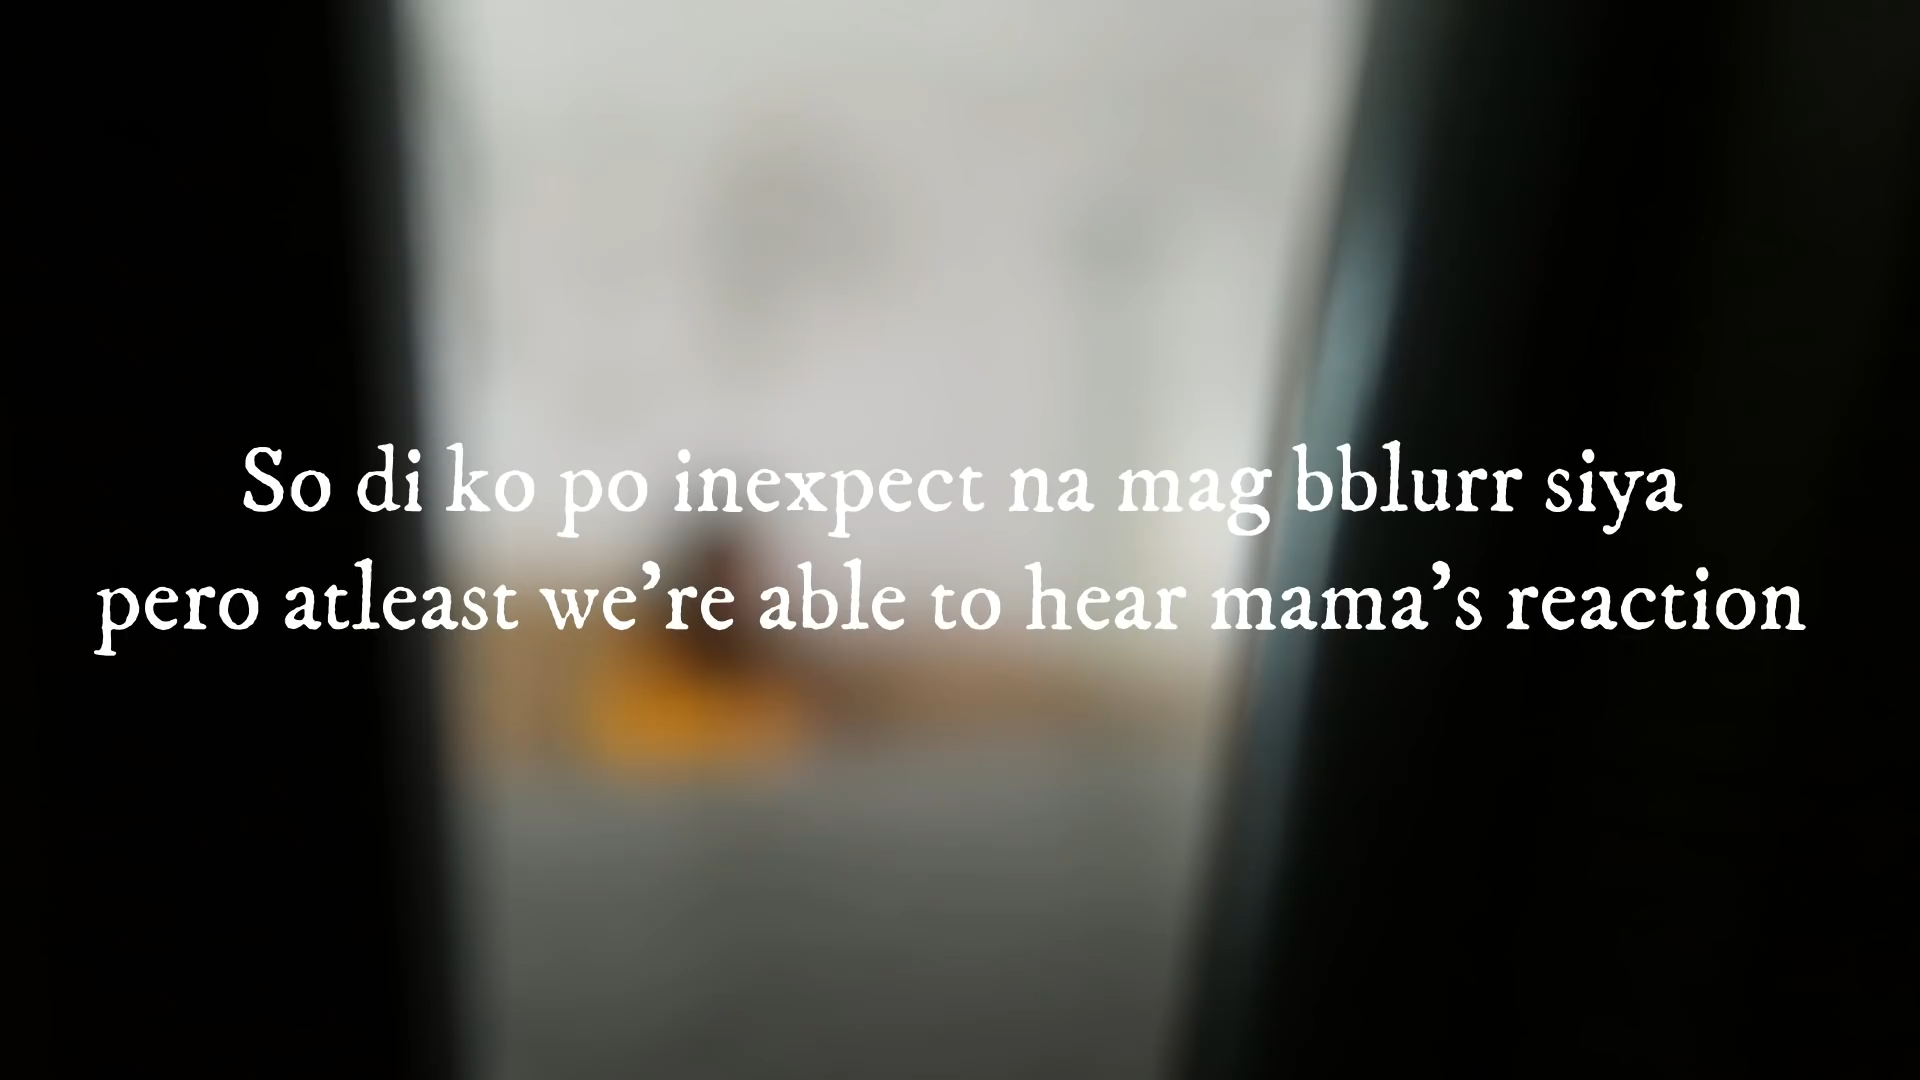 So di ko po inexpect na mag bblurr siya
pero atleast we’re able to hear mama’s reaction